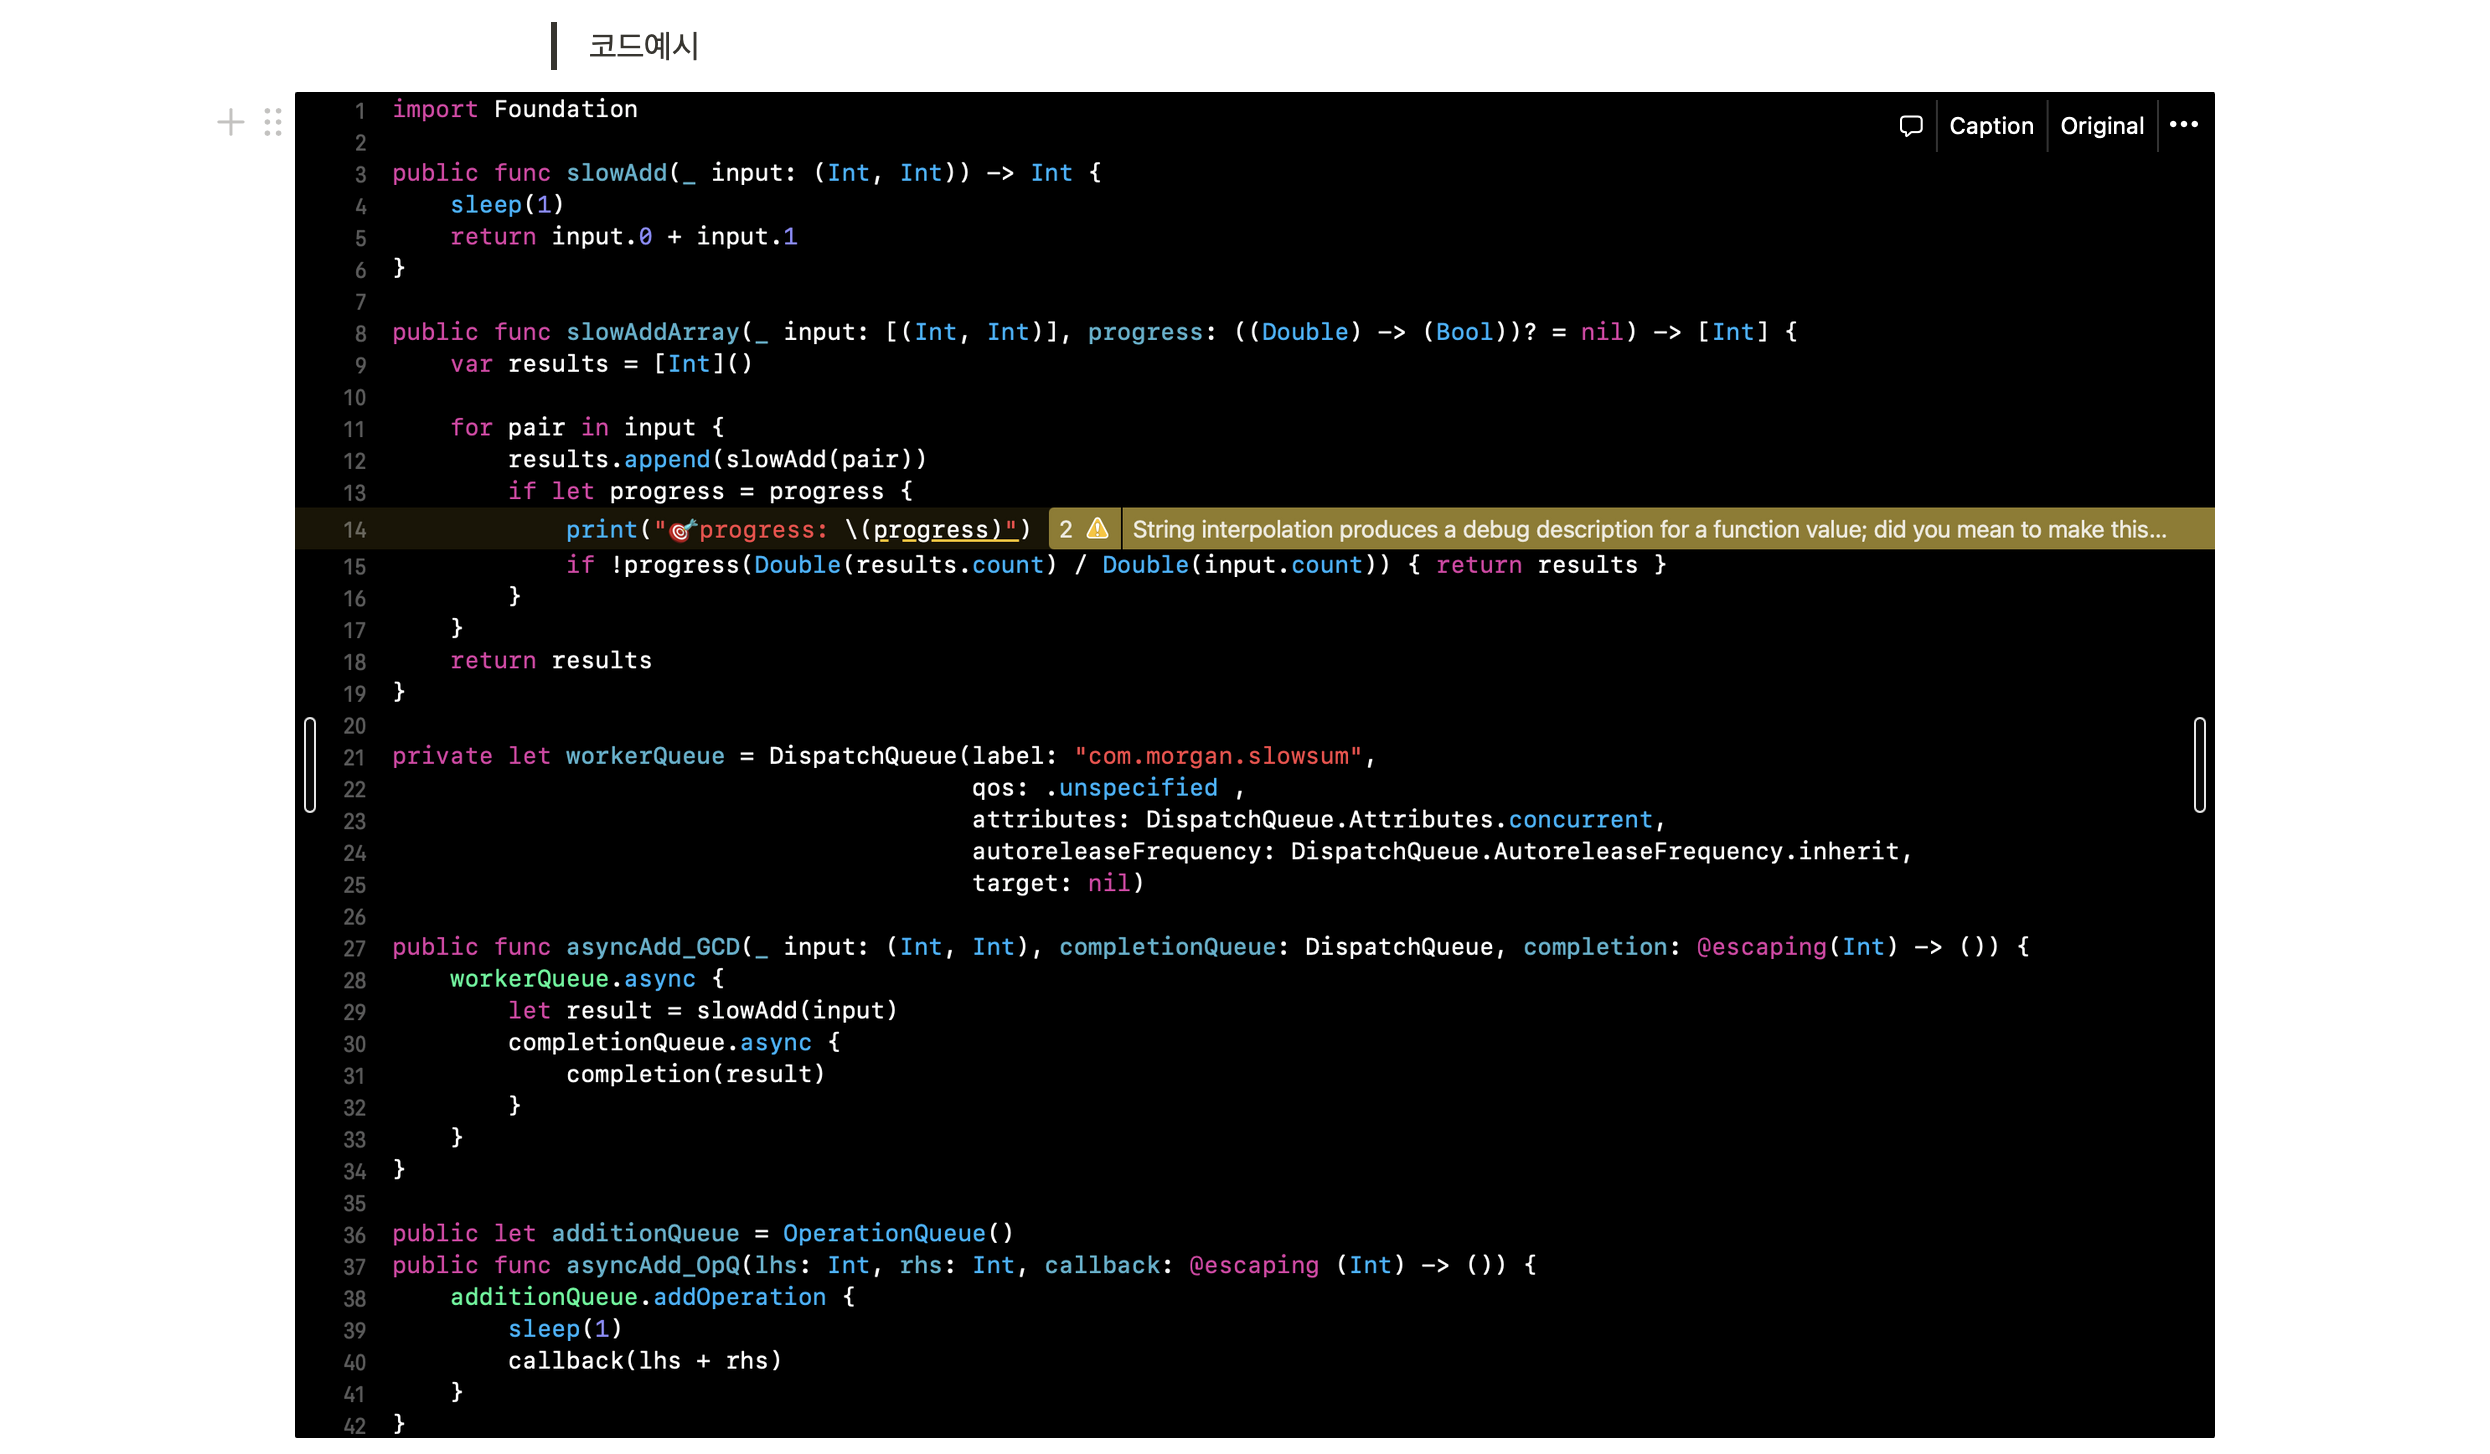 코드예시
Caption Original •••
1 import Foundation
2
3 public func slowAdd(_ input: (Int, Int)) -> Int {
4     sleep(1)
5     return input.0 + input.1
6 }
7
8 public func slowAddArray(_ input: [(Int, Int)], progress: ((Double) -> (Bool))? = nil) -> [Int] {
9     var results = [Int]()
10
11     for pair in input {
12         results.append(slowAdd(pair))
13         if let progress = progress {
14             print("🎯progress: \(progress)") 2 ⚠️ String interpolation produces a debug description for a function value; did you mean to make this...
15             if !progress(Double(results.count) / Double(input.count)) { return results }
16         }
17     }
18     return results
19 }
20
21 private let workerQueue = DispatchQueue(label: "com.morgan.slowsum",
22                                         qos: .unspecified ,
23                                         attributes: DispatchQueue.Attributes.concurrent,
24                                         autoreleaseFrequency: DispatchQueue.AutoreleaseFrequency.inherit,
25                                         target: nil)
26
27 public func asyncAdd_GCD(_ input: (Int, Int), completionQueue: DispatchQueue, completion: @escaping(Int) -> ()) {
28     workerQueue.async {
29         let result = slowAdd(input)
30         completionQueue.async {
31             completion(result)
32         }
33     }
34 }
35
36 public let additionQueue = OperationQueue()
37 public func asyncAdd_OpQ(lhs: Int, rhs: Int, callback: @escaping (Int) -> ()) {
38     additionQueue.addOperation {
39         sleep(1)
40         callback(lhs + rhs)
41     }
42 }